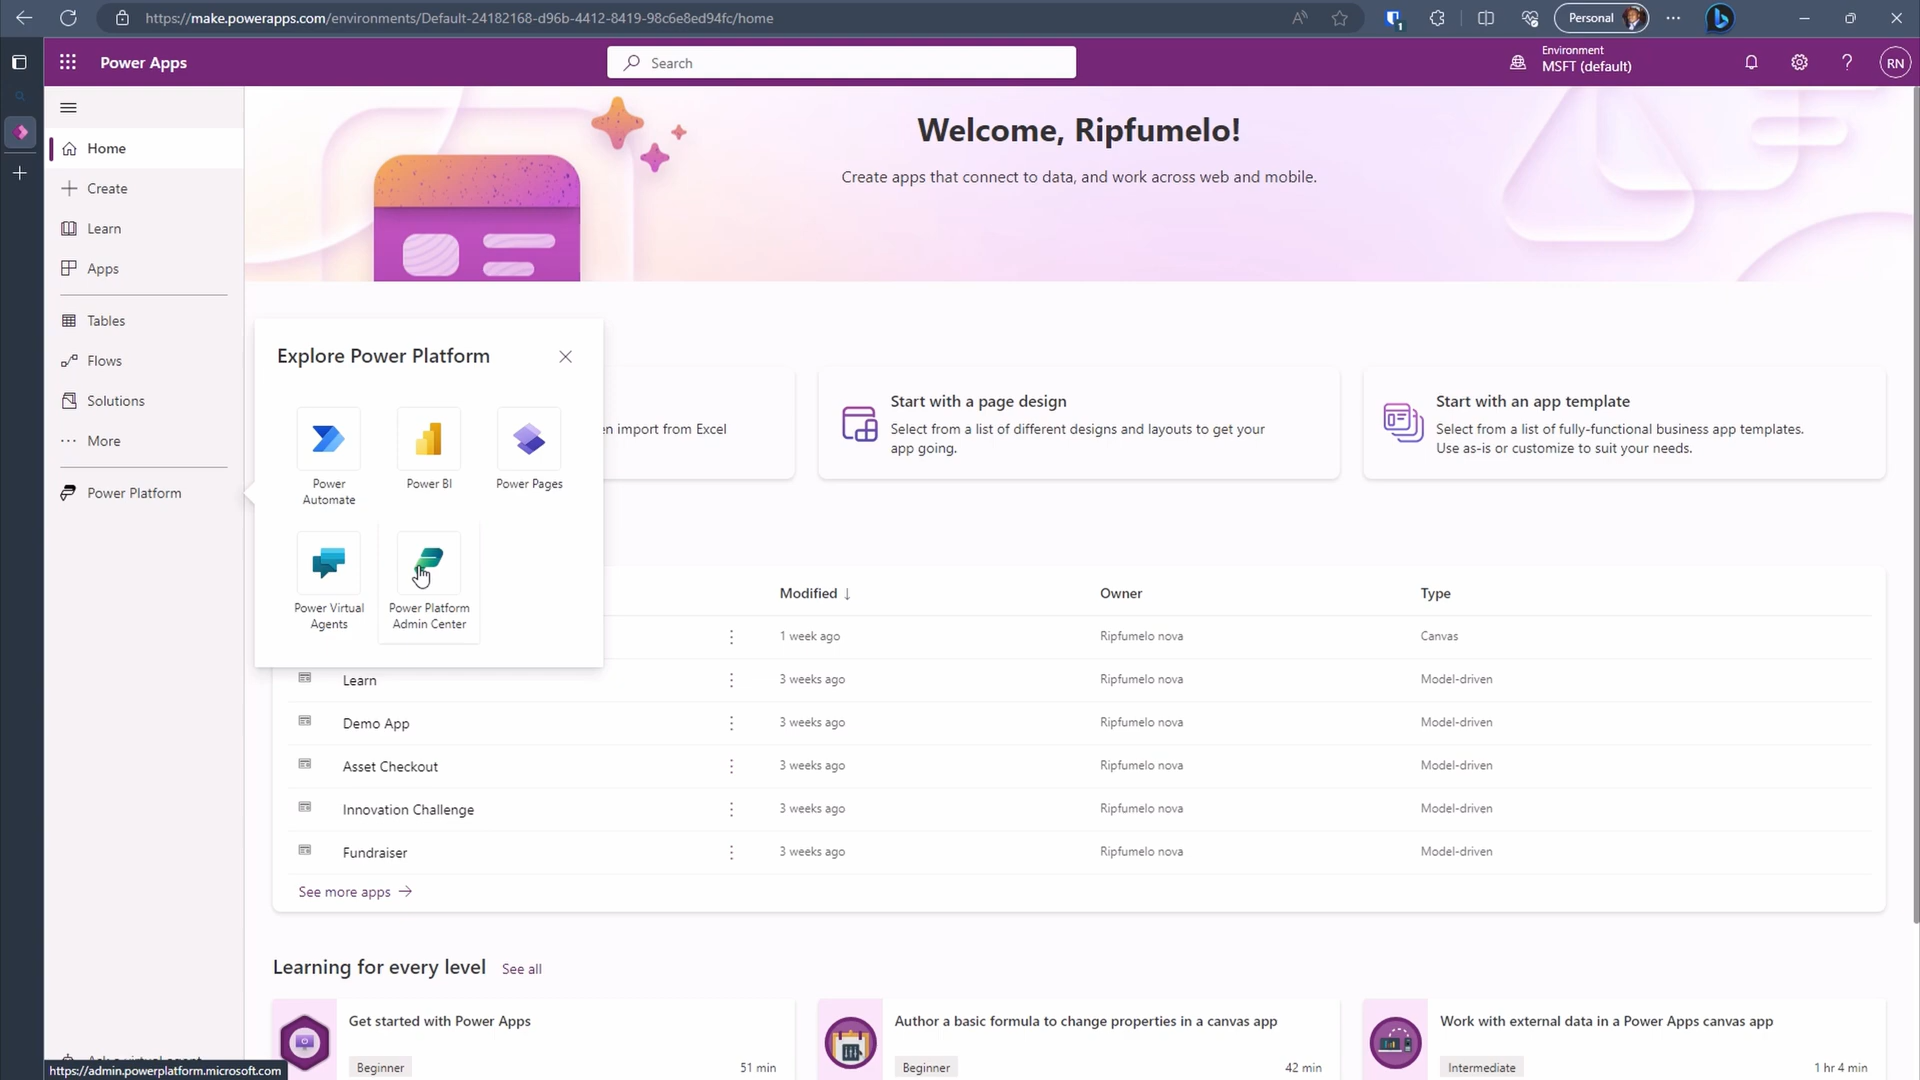 https://make.powerapps.com/environments/Default-24182168-d96b-4412-8419-98c6e8ed94fc/home
Personal
Power Apps
Search
Environment
MSFT (default)
RN
Home
Create
Learn
Apps
Tables
Flows
Solutions
More
Power Platform
Welcome, Ripfumelo!
Create apps that connect to data, and work across web and mobile.
Explore Power Platform
Power
Automate
Power BI
Power Pages
Power Virtual
Agents
Power Platform
Admin Center
en import from Excel
Start with a page design
Select from a list of different designs and layouts to get your
app going.
Start with an app template
Select from a list of fully-functional business app templates.
Use as-is or customize to suit your needs.
Modified ↓ Owner Type
1 week ago Ripfumelo nova Canvas
Learn 3 weeks ago Ripfumelo nova Model-driven
Demo App 3 weeks ago Ripfumelo nova Model-driven
Asset Checkout 3 weeks ago Ripfumelo nova Model-driven
Innovation Challenge 3 weeks ago Ripfumelo nova Model-driven
Fundraiser 3 weeks ago Ripfumelo nova Model-driven
See more apps →
Learning for every level See all
Get started with Power Apps
Beginner 51 min
Author a basic formula to change properties in a canvas app
Beginner 42 min
Work with external data in a Power Apps canvas app
Intermediate 1 hr 4 min
https://admin.powerplatform.microsoft.com